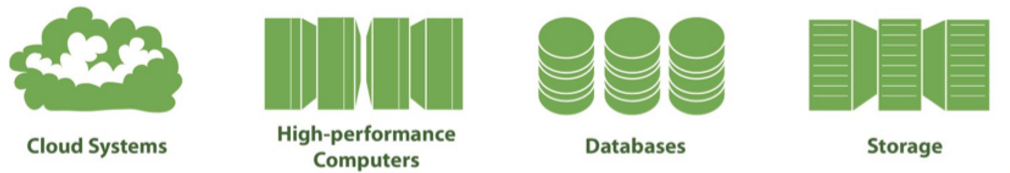 Cloud Systems
High-performance
Computers
Databases
Storage